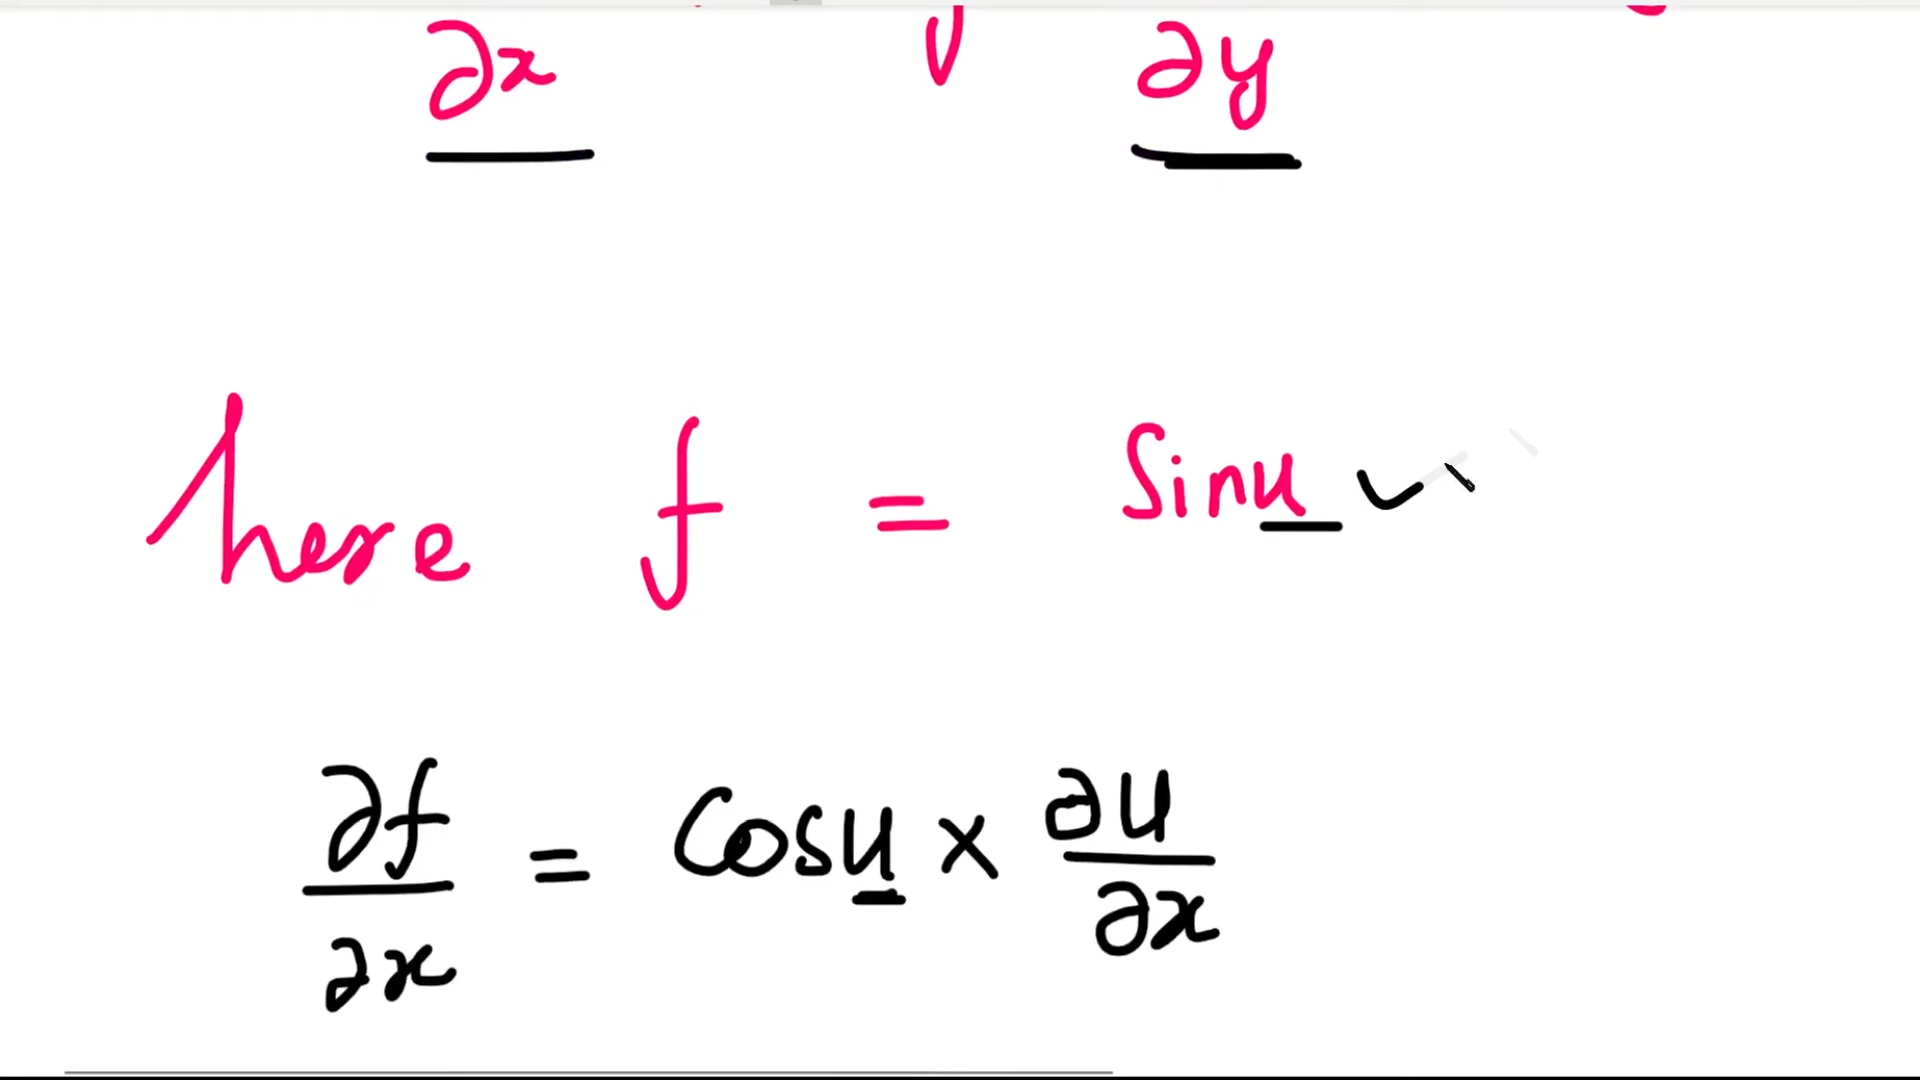 ∂x y ∂y
here f = Sinu
∂f/∂x = Cosu × ∂u/∂x